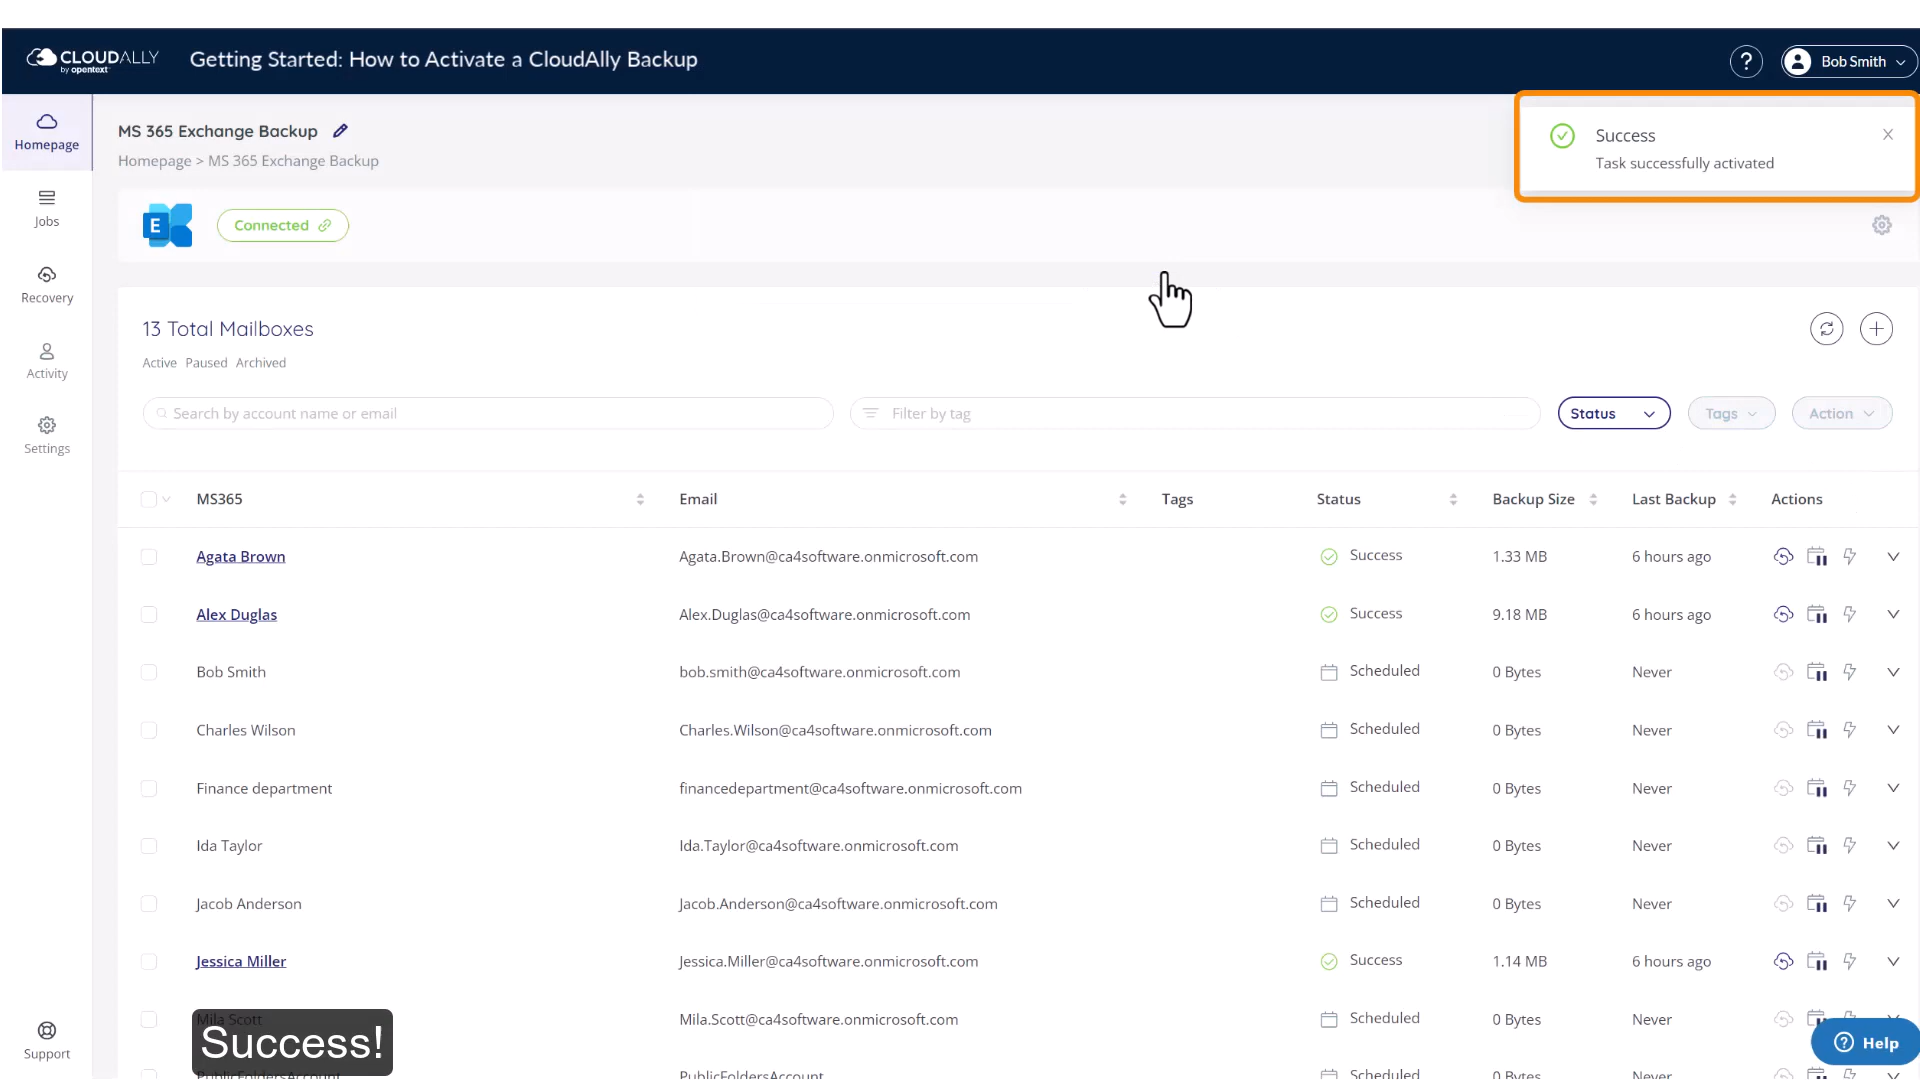 CLOUDALLY
by opentext
Getting Started: How to Activate a CloudAlly Backup
?
Bob Smith
Homepage
Jobs
Recovery
Activity
Settings
Support
MS 365 Exchange Backup
Homepage > MS 365 Exchange Backup
Success
Task successfully activated
E
Connected
13 Total Mailboxes
Active Paused Archived
Search by account name or email
Filter by tag
Status
Tags
Action
MS365 Email Tags Status Backup Size Last Backup Actions
Agata Brown Agata.Brown@ca4software.onmicrosoft.com Success 1.33 MB 6 hours ago
Alex Duglas Alex.Duglas@ca4software.onmicrosoft.com Success 9.18 MB 6 hours ago
Bob Smith bob.smith@ca4software.onmicrosoft.com Scheduled 0 Bytes Never
Charles Wilson Charles.Wilson@ca4software.onmicrosoft.com Scheduled 0 Bytes Never
Finance department financedepartment@ca4software.onmicrosoft.com Scheduled 0 Bytes Never
Ida Taylor Ida.Taylor@ca4software.onmicrosoft.com Scheduled 0 Bytes Never
Jacob Anderson Jacob.Anderson@ca4software.onmicrosoft.com Scheduled 0 Bytes Never
Jessica Miller Jessica.Miller@ca4software.onmicrosoft.com Success 1.14 MB 6 hours ago
Mila Scott Mila.Scott@ca4software.onmicrosoft.com Scheduled 0 Bytes Never
PublicFoldersAccount PublicFoldersAccount Scheduled 0 Bytes Never
Success!
? Help